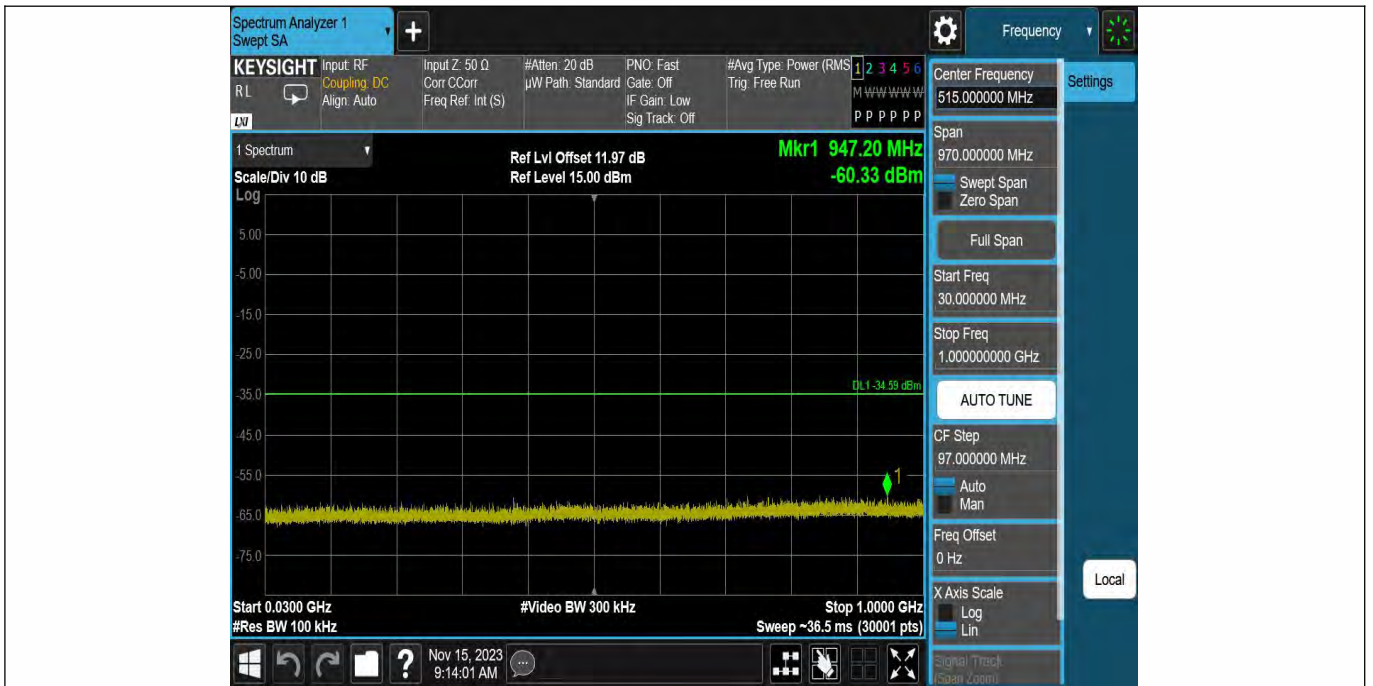 Spectrum Analyzer 1
Swept SA
Frequency
KEYSIGHT
RL
LXI
Input: RF
Coupling: DC
Align: Auto
Input Z: 50 Ω
Corr CCorr
Freq Ref: Int (S)
#Atten: 20 dB
µW Path: Standard
PNO: Fast
Gate: Off
IF Gain: Low
Sig Track: Off
#Avg Type: Power (RMS
Trig: Free Run
1 2 3 4 5 6
M W W W W W
P P P P P P
1 Spectrum
Scale/Div 10 dB
Ref Lvl Offset 11.97 dB
Ref Level 15.00 dBm
Mkr1 947.20 MHz
-60.33 dBm
Log
5.00
-5.00
-15.0
-25.0
-35.0
-45.0
-55.0
-65.0
-75.0
DL1 -34.59 dBm
1
Start 0.0300 GHz
#Res BW 100 kHz
#Video BW 300 kHz
Stop 1.0000 GHz
Sweep ~36.5 ms (30001 pts)
Center Frequency
515.000000 MHz
Span
970.000000 MHz
Swept Span
Zero Span
Full Span
Start Freq
30.000000 MHz
Stop Freq
1.000000000 GHz
AUTO TUNE
CF Step
97.000000 MHz
Auto
Man
Freq Offset
0 Hz
X Axis Scale
Log
Lin
Signal Track
(Span Zoom)
Settings
Local
?
Nov 15, 2023
9:14:01 AM